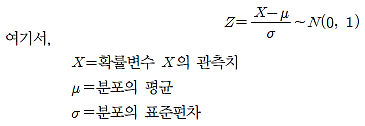 Z = \frac{X-μ}{σ} ~ N(0, 1)
여기서,
X=확률변수 X의 관측치
μ=분포의 평균
σ=분포의 표준편차